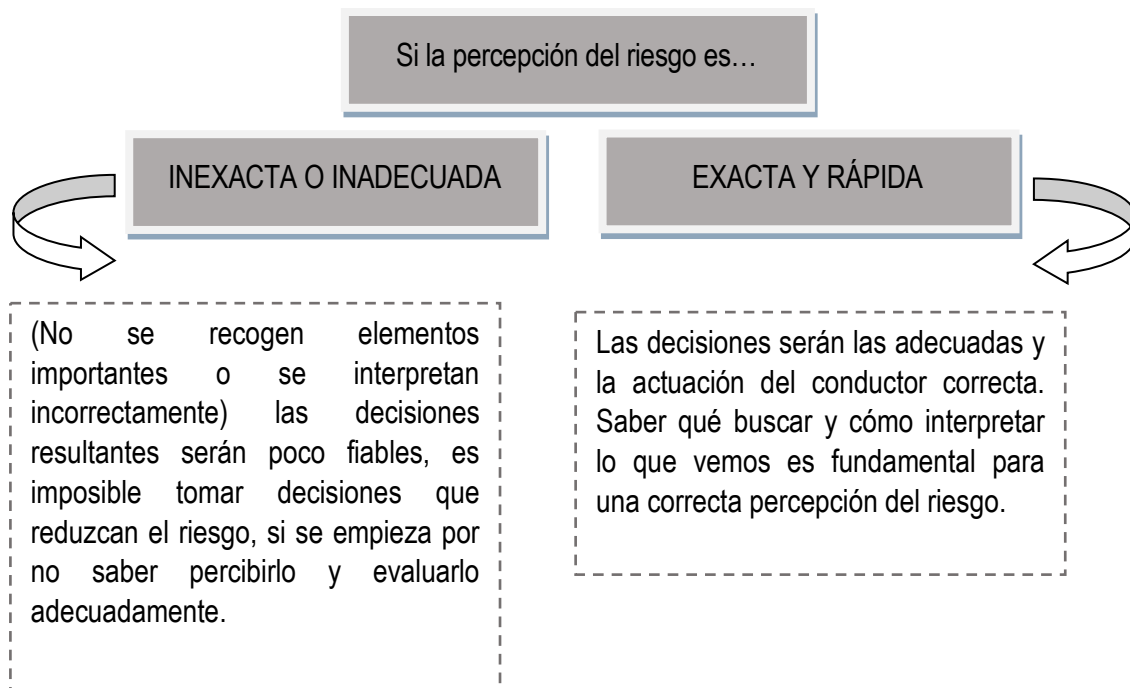 Si la percepción del riesgo es…
INEXACTA O INADECUADA
EXACTA Y RÁPIDA
(No se recogen elementos
importantes o se interpretan
incorrectamente) las decisiones
resultantes serán poco fiables, es
imposible tomar decisiones que
reduzcan el riesgo, si se empieza por
no saber percibirlo y evaluarlo
adecuadamente.
Las decisiones serán las adecuadas y
la actuación del conductor correcta.
Saber qué buscar y cómo interpretar
lo que vemos es fundamental para
una correcta percepción del riesgo.